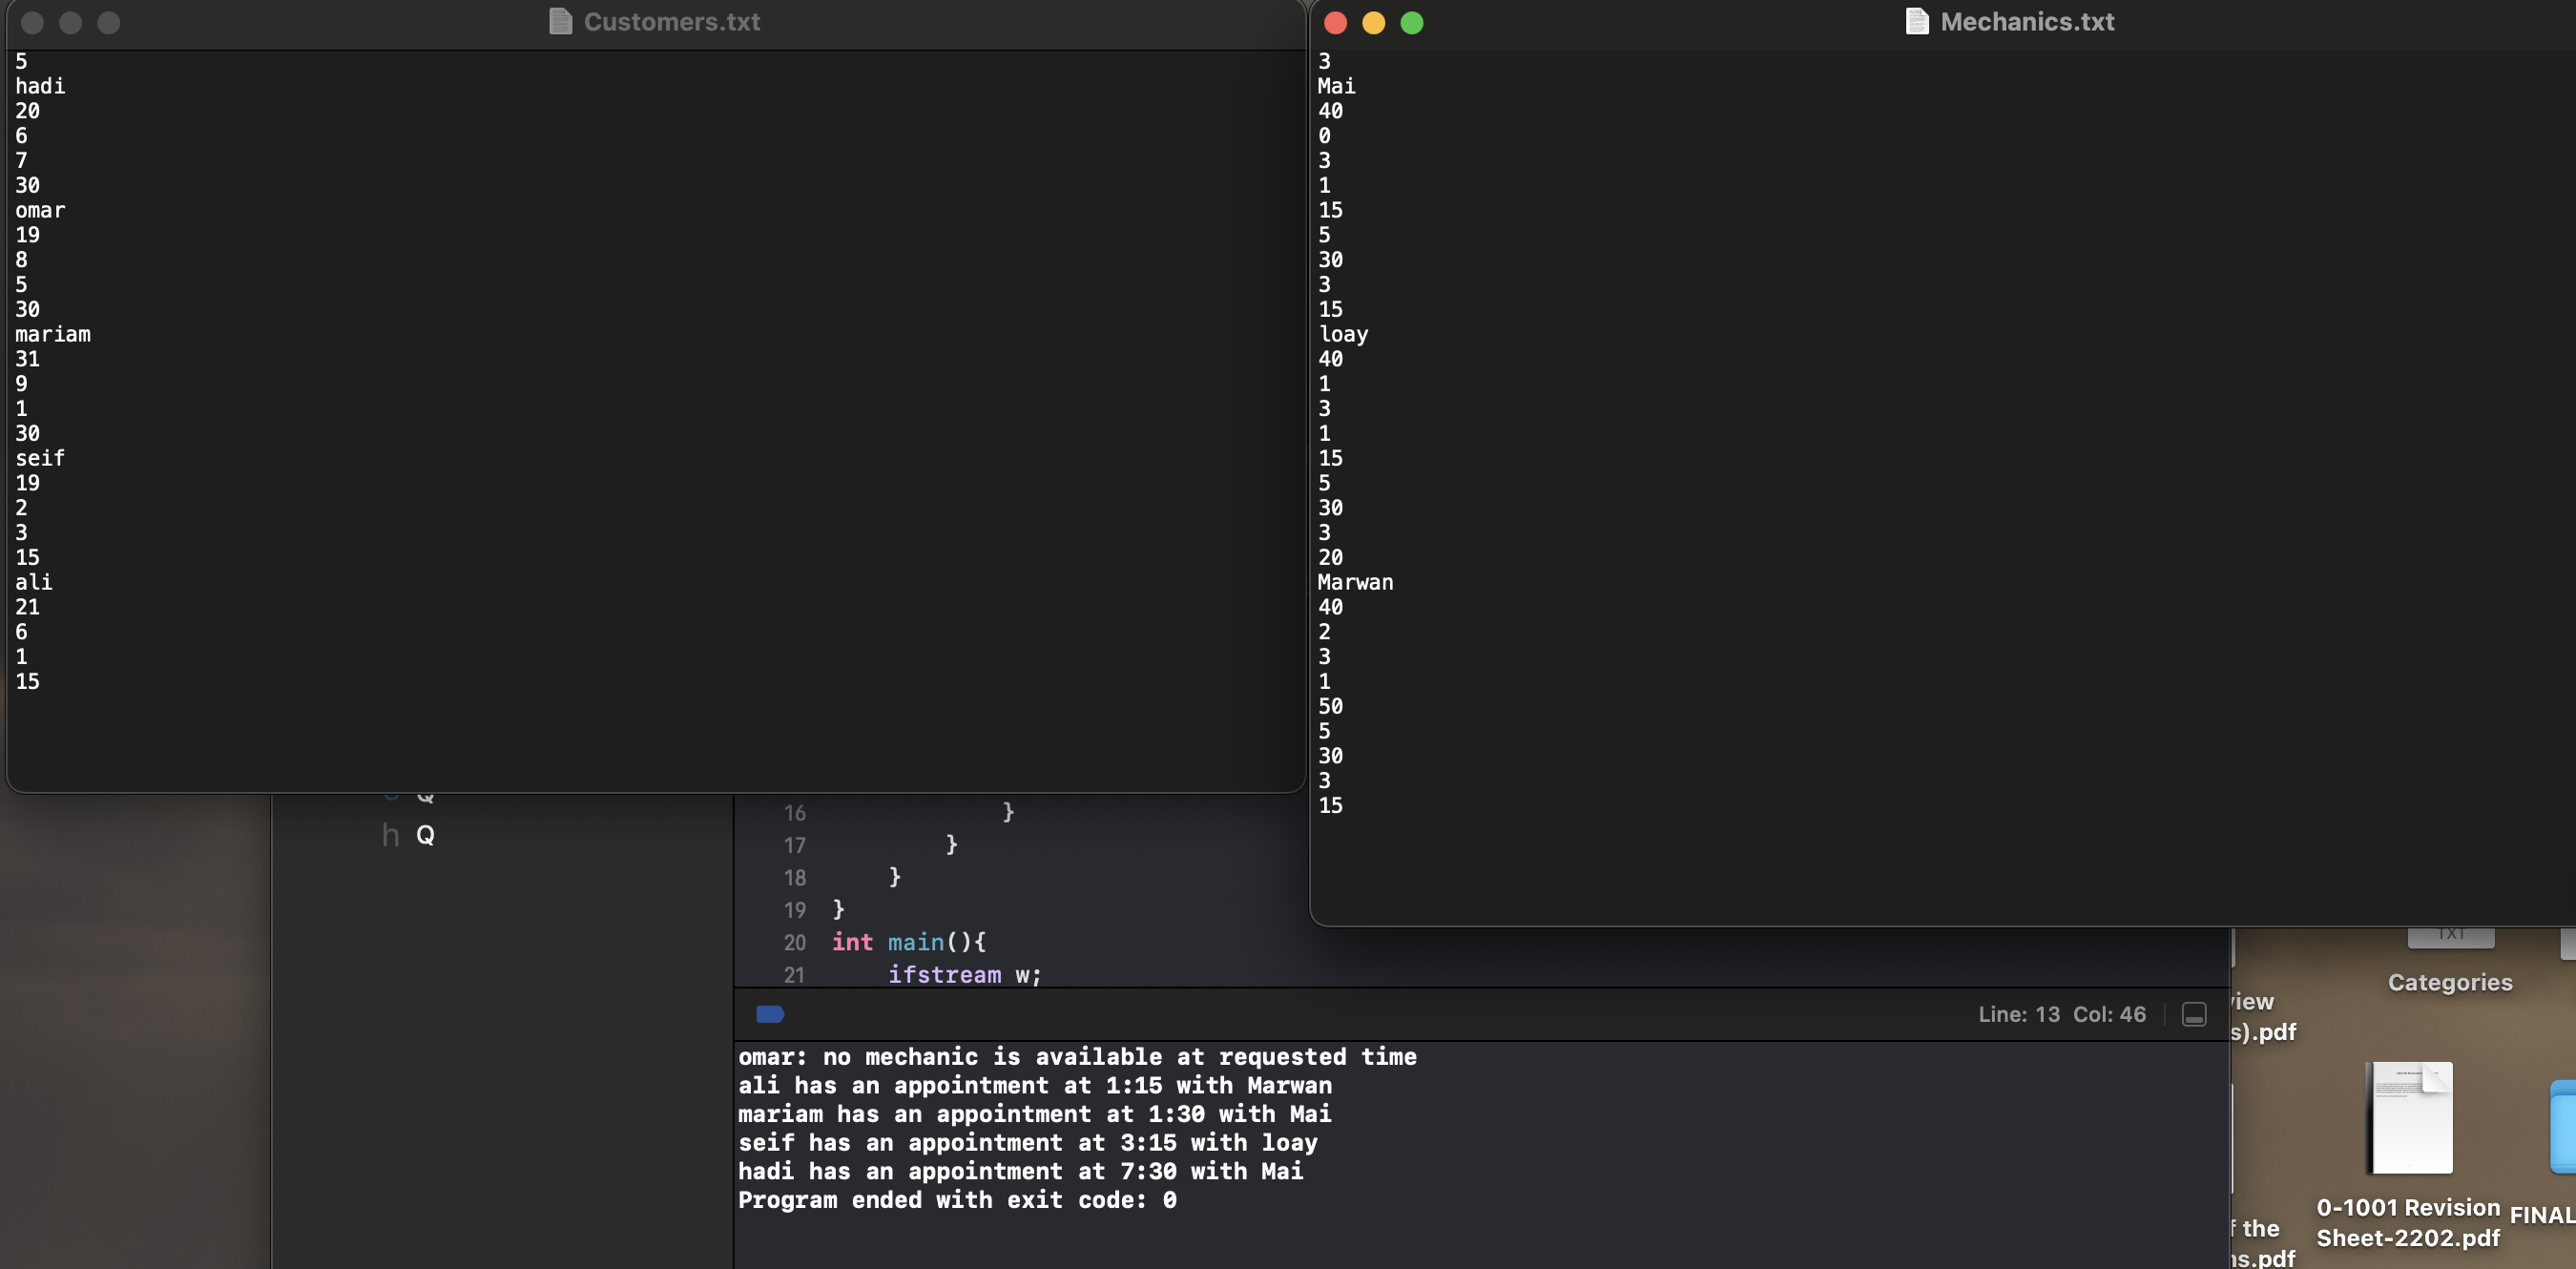 Customers.txt
5
hadi
20
6
7
30
omar
19
8
5
30
mariam
31
9
1
30
seif
19
2
3
15
ali
21
6
1
15
Mechanics.txt
3
Mai
40
0
3
1
15
5
30
3
15
loay
40
1
3
1
15
5
30
3
20
Marwan
40
2
3
1
50
5
30
3
15
h Q
16 }
17 }
18 }
19 }
20 int main(){
21 ifstream w;
Line: 13 Col: 46
omar: no mechanic is available at requested time
ali has an appointment at 1:15 with Marwan
mariam has an appointment at 1:30 with Mai
seif has an appointment at 3:15 with loay
hadi has an appointment at 7:30 with Mai
Program ended with exit code: 0
TXT
Categories
s).pdf
0-1001 Revision
Sheet-2202.pdf
FINAL
the